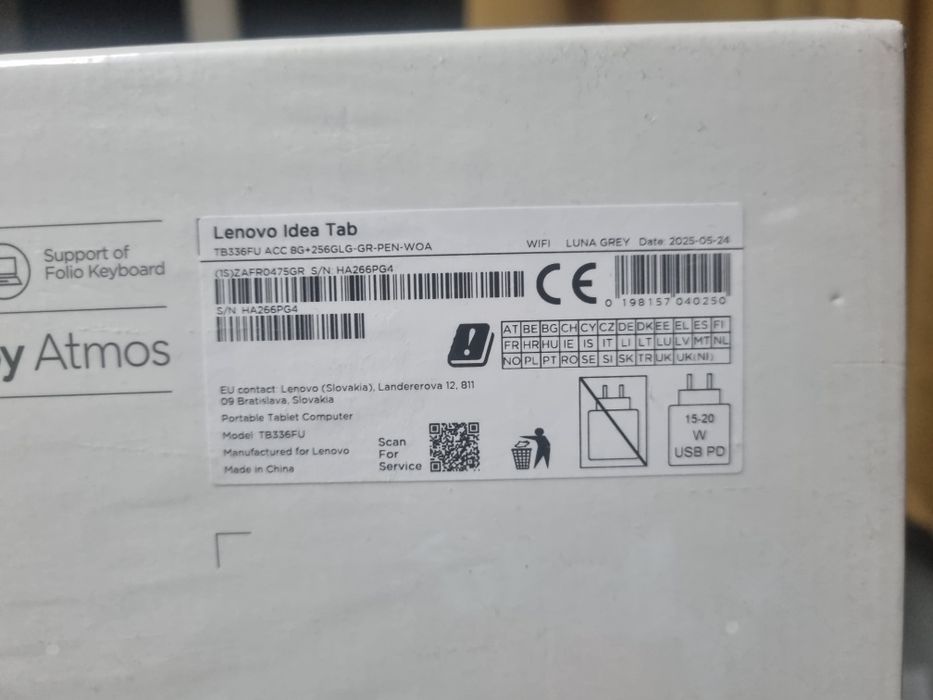 Support of
Folio Keyboard
y Atmos
Lenovo Idea Tab
TB336FU ACC 8G+256GLG-GR-PEN-WOA WIFI LUNA GREY Date: 2025-05-24
(1S)ZAFR0475GR S/N: HA266PG4
S/N: HA266PG4
CE
0 198157 040250
AT BE BG CH CY CZ DE DK EE EL ES FI
FR HR HU IE IS IT LI LT LU LV MT NL
NO PL PT RO SE SI SK TR UK UK(NI)
EU contact: Lenovo (Slovakia), Landererova 12, 811
09 Bratislava, Slovakia
Portable Tablet Computer
Model: TB336FU
Manufactured for Lenovo
Made in China
Scan
For
Service
15-20
W
USB PD